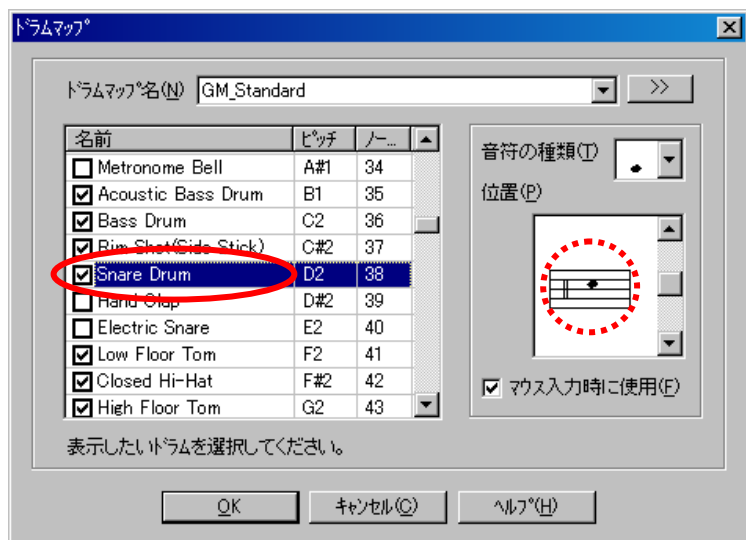 ﾄﾞﾗﾑﾏｯﾌﾟ
ﾄﾞﾗﾑﾏｯﾌﾟ名(N) GM_Standard >>
名前 ﾋﾟｯﾁ ﾉｰ...
Metronome Bell A#1 34
Acoustic Bass Drum B1 35
Bass Drum C2 36
Rim Shot(Side Stick) C#2 37
Snare Drum D2 38
Hand Clap D#2 39
Electric Snare E2 40
Low Floor Tom F2 41
Closed Hi-Hat F#2 42
High Floor Tom G2 43
音符の種類(T)
位置(P)
ﾏｳｽ入力時に使用(F)
表示したいﾄﾞﾗﾑを選択してください。
OK ｷｬﾝｾﾙ(C) ﾍﾙﾌﾟ(H)